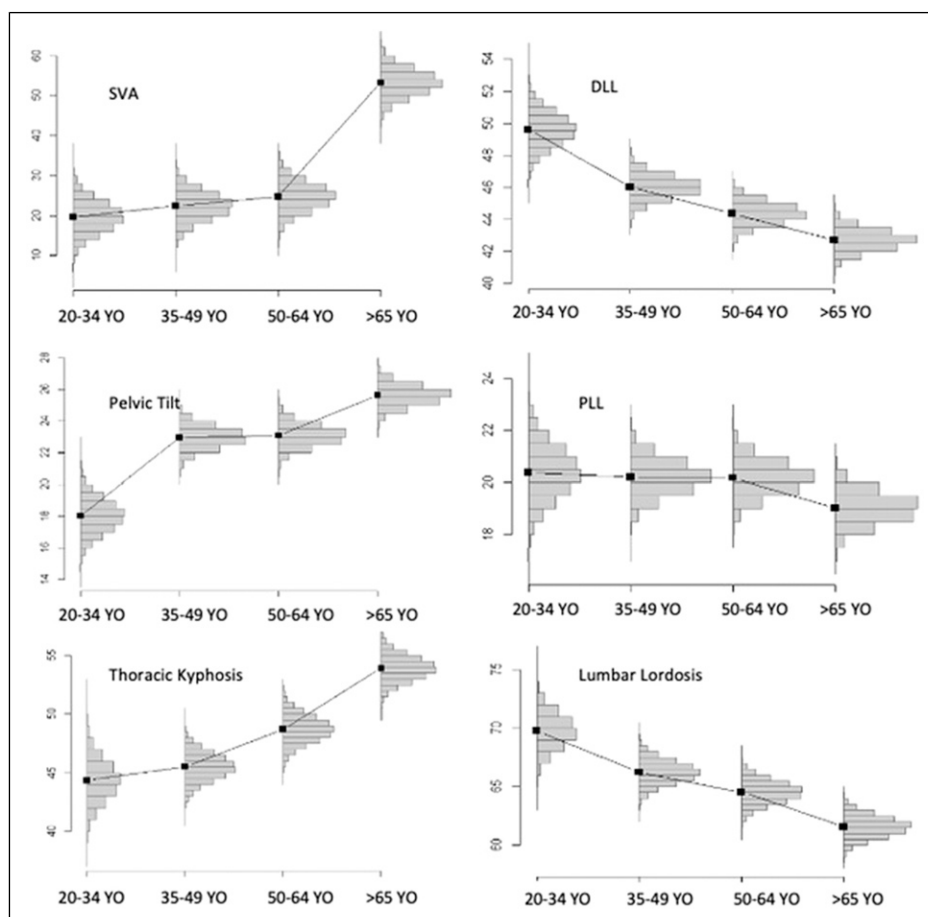 SVA
60
50
40
30
20
10
20-34 YO 35-49 YO 50-64 YO >65 YO
DLL
54
52
50
48
46
44
42
40
20-34 YO 35-49 YO 50-64 YO >65 YO
Pelvic Tilt
28
26
24
22
20
18
16
14
20-34 YO 35-49 YO 50-64 YO >65 YO
PLL
24
22
20
18
20-34 YO 35-49 YO 50-64 YO >65 YO
Thoracic Kyphosis
55
50
45
40
20-34 YO 35-49 YO 50-64 YO >65 YO
Lumbar Lordosis
75
70
65
60
20-34 YO 35-49 YO 50-64 YO >65 YO